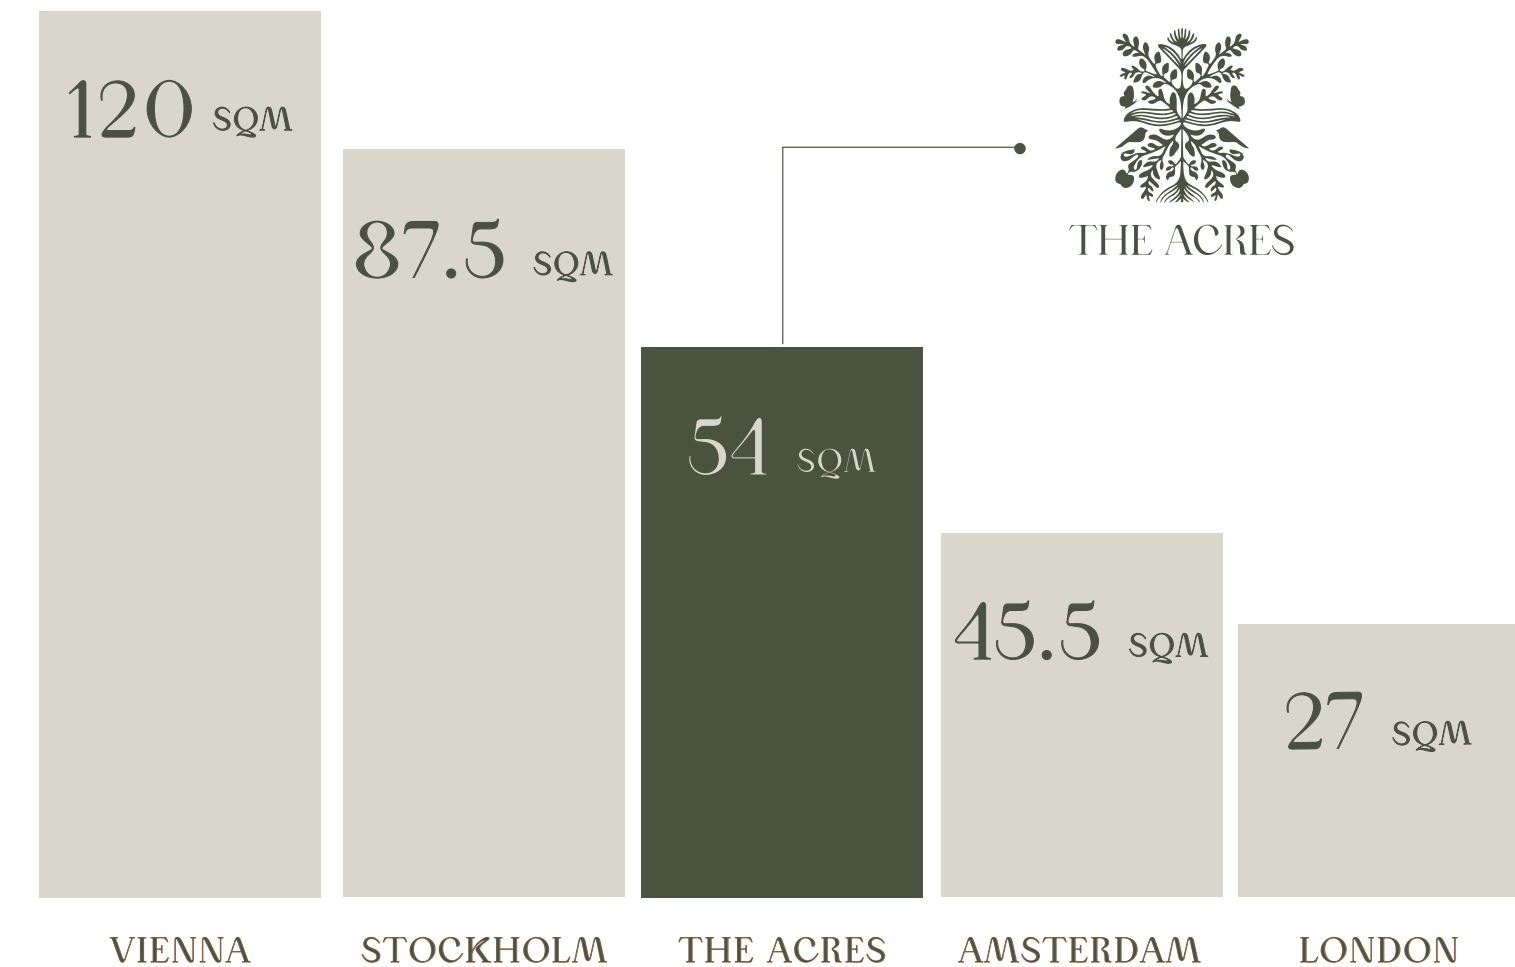 120 SQM
87.5 SQM
THE ACRES
54 SQM
45.5 SQM
27 SQM
VIENNA
STOCKHOLM
THE ACRES
AMSTERDAM
LONDON